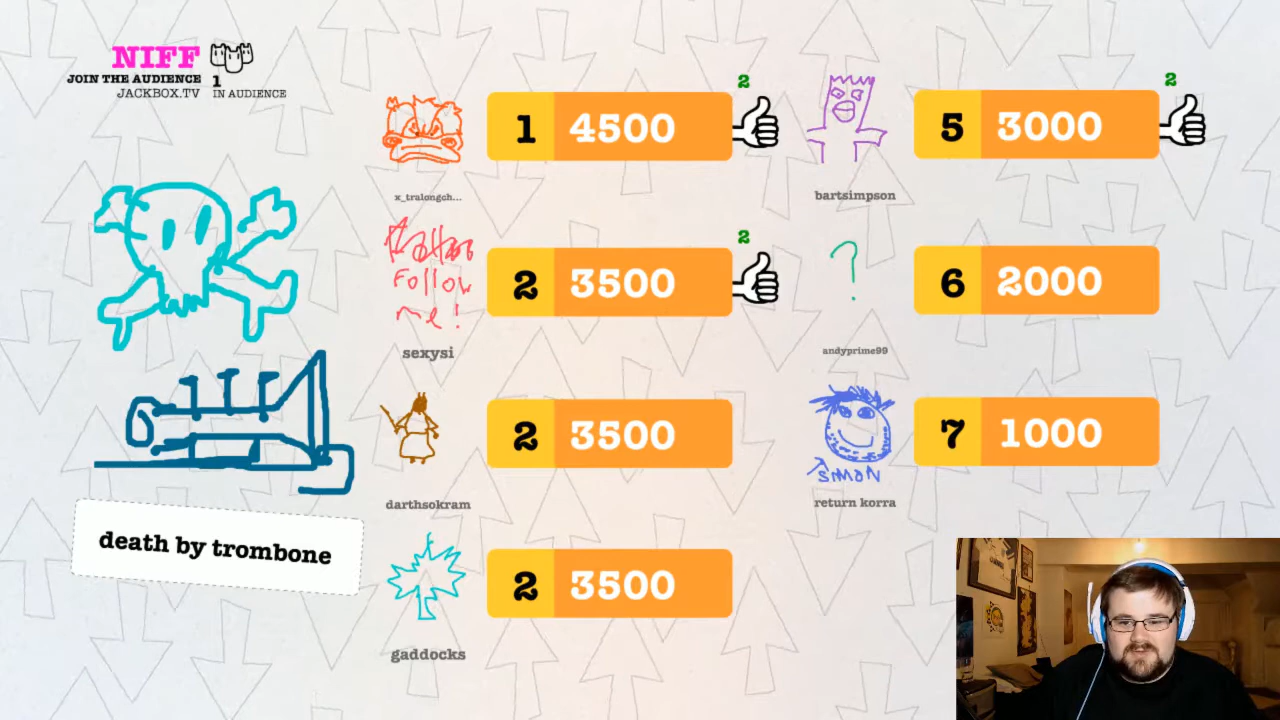 NIFF
JOIN THE AUDIENCE
JACKBOX.TV
1
IN AUDIENCE
death by trombone
1 4500
2
x_tralongch...
Follow
me!
2 3500
2
sexysi
2 3500
darthsokram
2 3500
gaddocks
5 3000
2
bartsimpson
?
6 2000
andyprime99
7 1000
SIMON
return korra